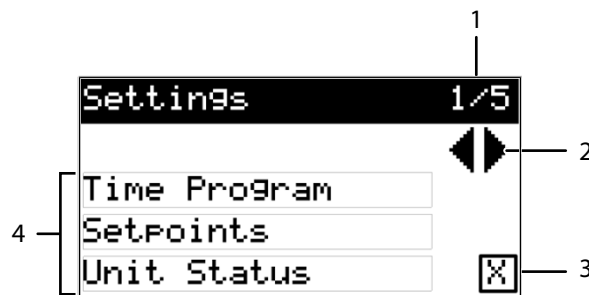 1
Settings 1/5
2
Time Program
4
Setpoints
Unit Status X 3